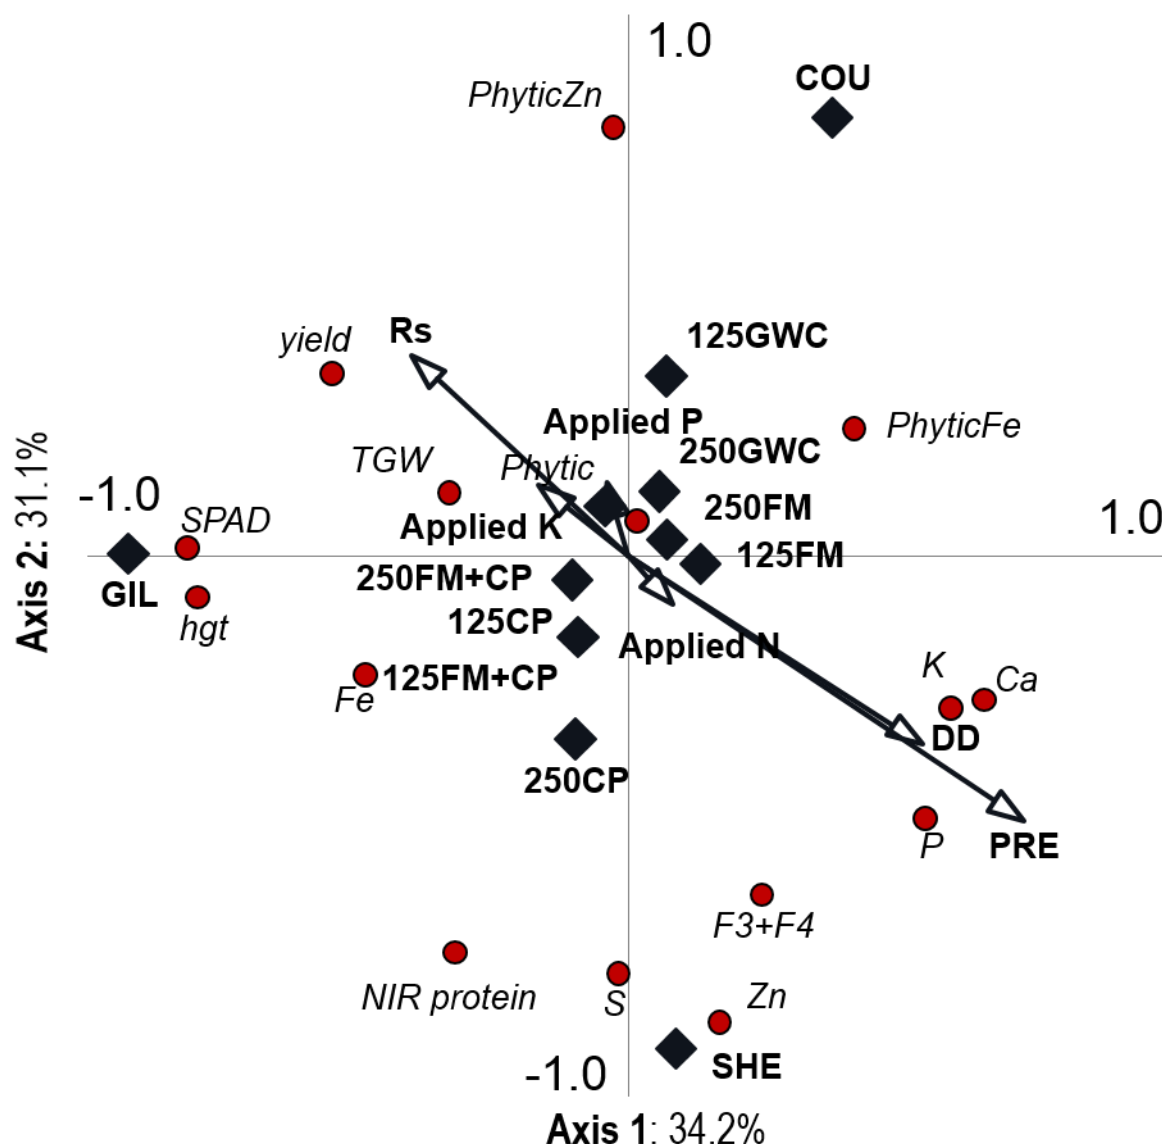 1.0
COU
PhyticZn
Rs
125GWC
yield
Applied P
PhyticFe
250GWC
TGW
Phytic
-1.0
250FM
1.0
SPAD
Applied K
125FM
250FM+CP
GIL
125CP
hgt
Applied N
K
Ca
125FM+CP
Fe
DD
250CP
P
PRE
F3+F4
NIR protein
S
Zn
SHE
-1.0
Axis 1: 34.2%
Axis 2: 31.1%